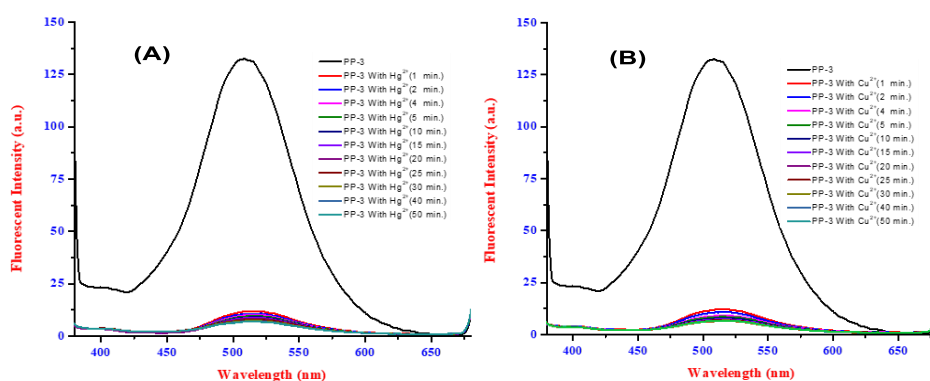 (A)
150
125
100
75
50
25
0
Fluorescent Intensity (a.u.)
400 450 500 550 600 650
Wavelength (nm)
PP-3
PP-3 With Hg²⁺(1 min.)
PP-3 With Hg²⁺(2 min.)
PP-3 With Hg²⁺(4 min.)
PP-3 With Hg²⁺(5 min.)
PP-3 With Hg²⁺(10 min.)
PP-3 With Hg²⁺(15 min.)
PP-3 With Hg²⁺(20 min.)
PP-3 With Hg²⁺(25 min.)
PP-3 With Hg²⁺(30 min.)
PP-3 With Hg²⁺(40 min.)
PP-3 With Hg²⁺(50 min.)
(B)
150
125
100
75
50
25
0
Fluorescent Intensity (a.u.)
400 450 500 550 600 650
Wavelength (nm)
PP-3
PP-3 With Cu²⁺(1 min.)
PP-3 With Cu²⁺(2 min.)
PP-3 With Cu²⁺(4 min.)
PP-3 With Cu²⁺(5 min.)
PP-3 With Cu²⁺(10 min.)
PP-3 With Cu²⁺(15 min.)
PP-3 With Cu²⁺(20 min.)
PP-3 With Cu²⁺(25 min.)
PP-3 With Cu²⁺(30 min.)
PP-3 With Cu²⁺(40 min.)
PP-3 With Cu²⁺(50 min.)